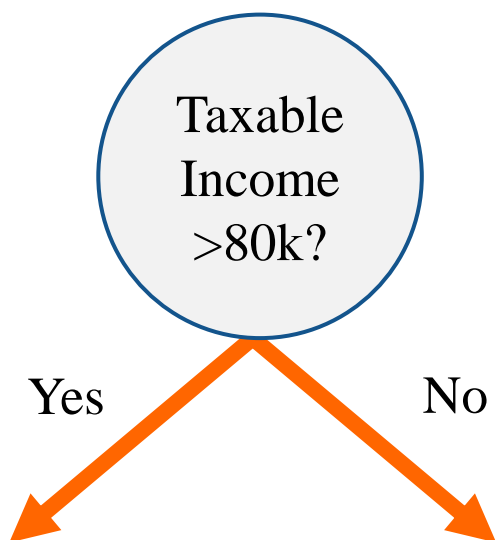 Taxable
Income
>80k?
Yes
No